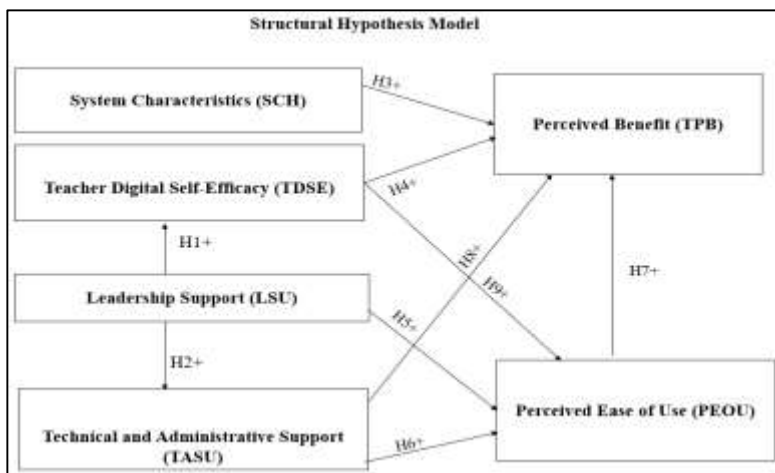 Structural Hypothesis Model
System Characteristics (SCH)
H3+
Perceived Benefit (TPB)
Teacher Digital Self-Efficacy (TDSE)
H4+
H1+
H8+
H7+
H9+
Leadership Support (LSU)
H5+
H2+
Perceived Ease of Use (PEOU)
Technical and Administrative Support
(TASU)
H6+